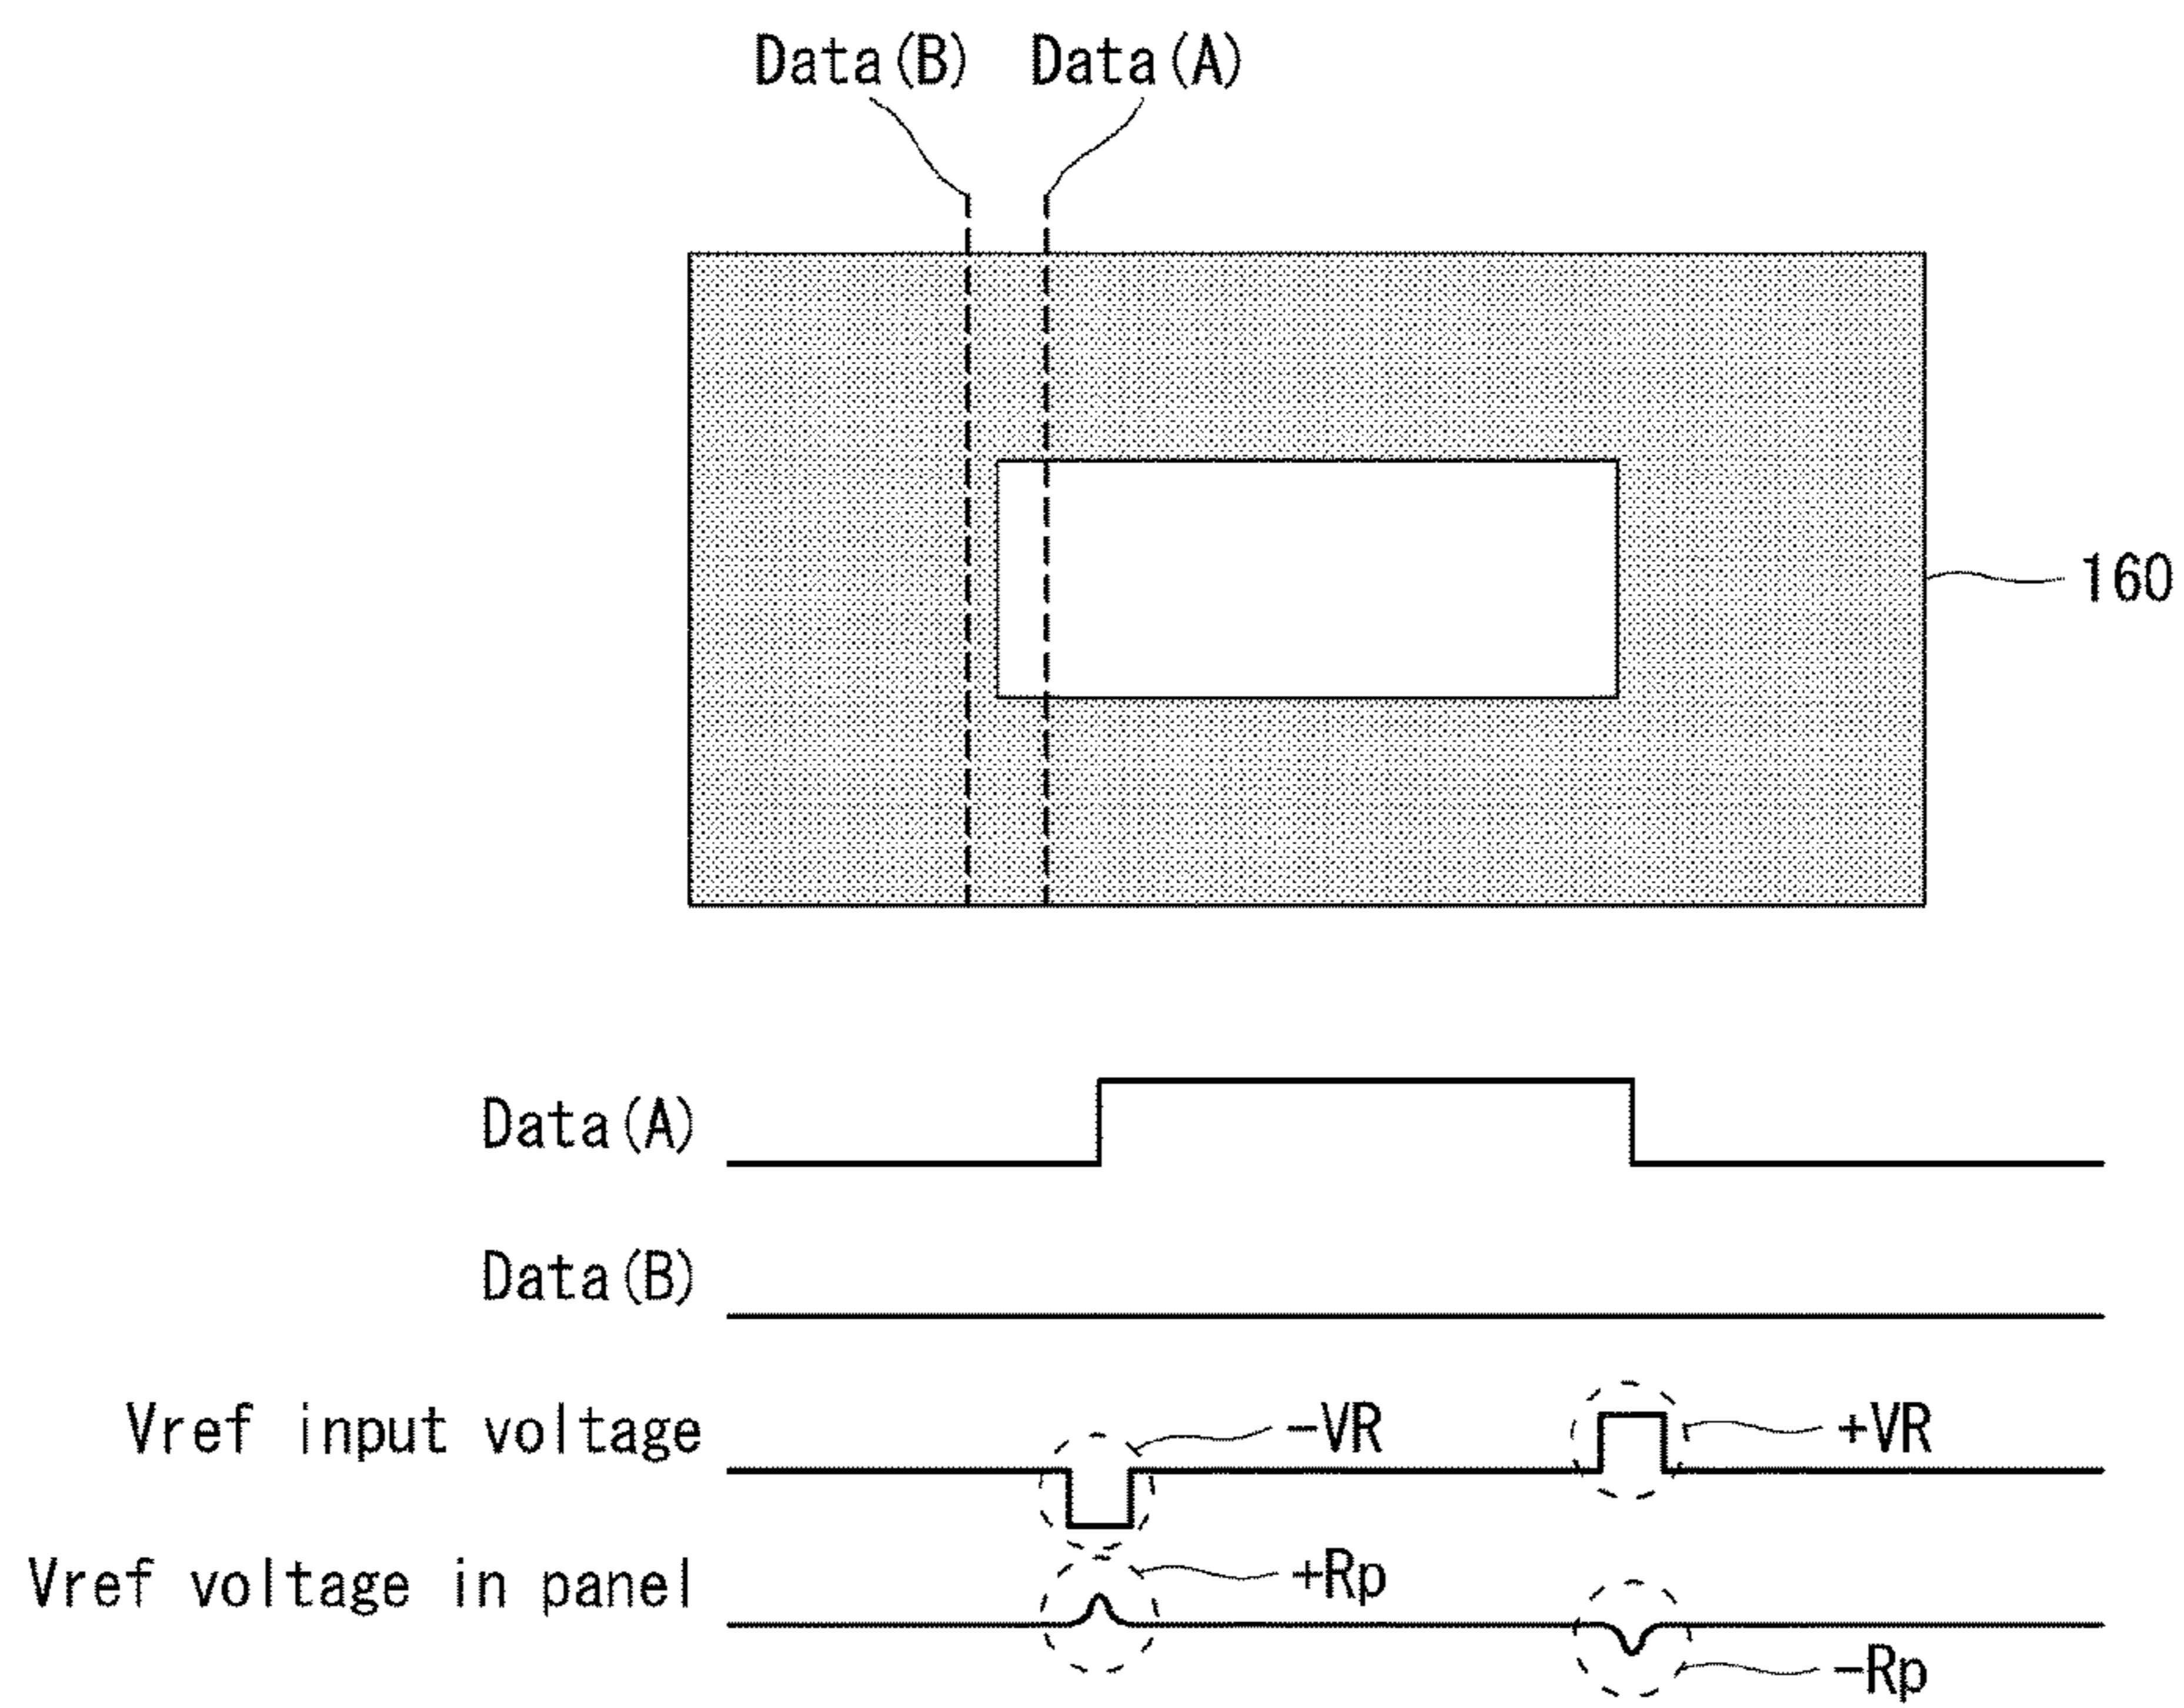 Data(B) Data(A)
160
Data(A)
Data(B)
Vref input voltage
-VR
+VR
Vref voltage in panel
+Rp
-Rp